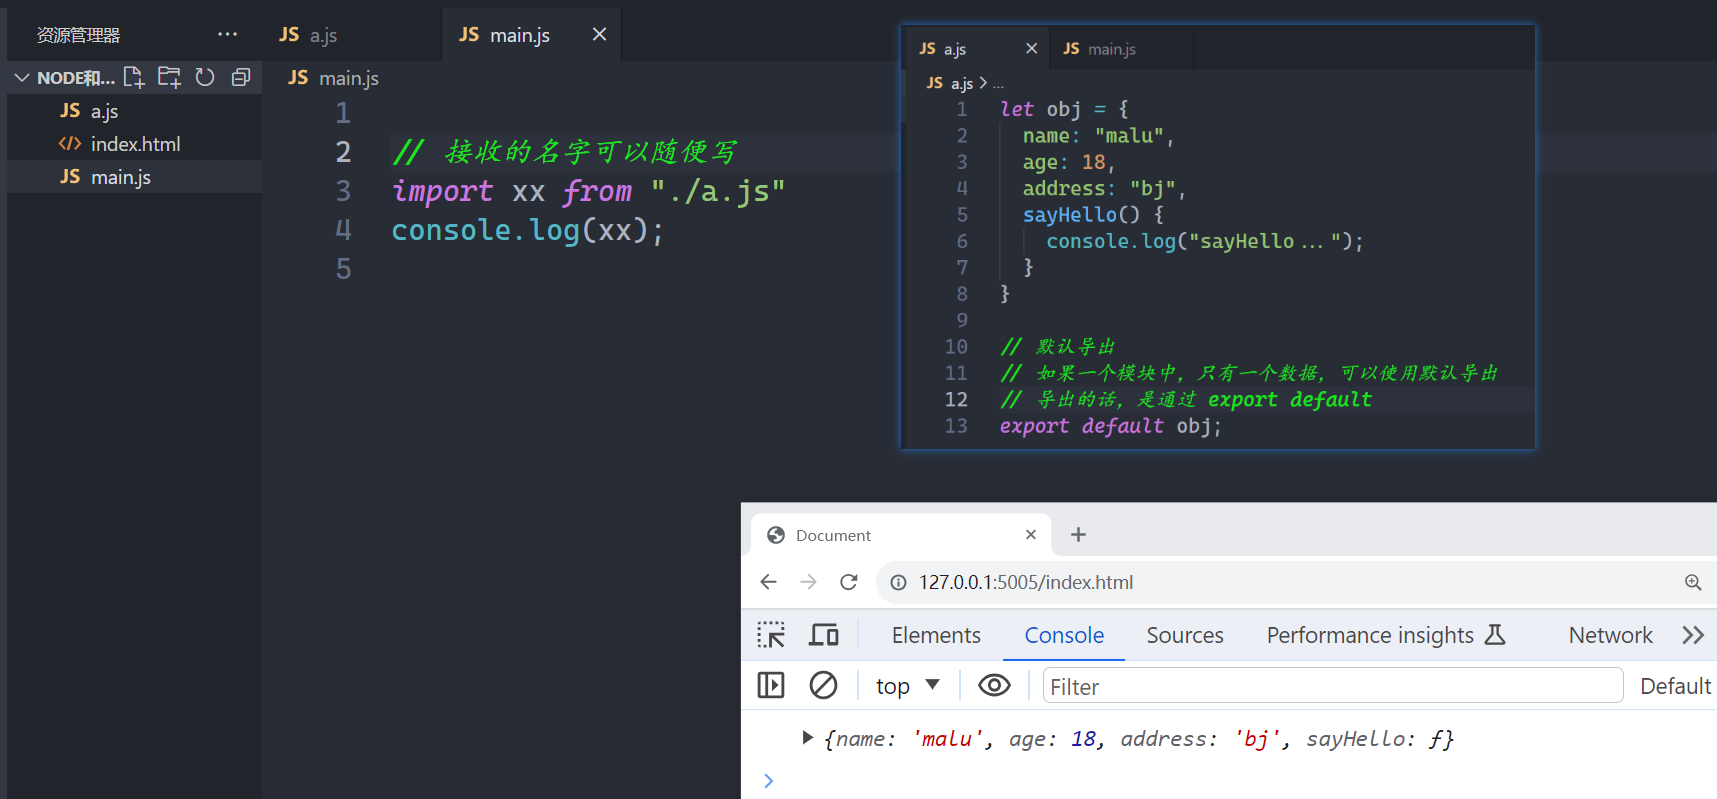 资源管理器 ···
NODE和...
JS a.js
</> index.html
JS main.js
JS a.js
JS main.js ×
JS main.js
1
2 // 接收的名字可以随便写
3 import xx from "./a.js"
4 console.log(xx);
5
JS a.js × JS main.js
JS a.js > ...
1 let obj = {
2 name: "malu",
3 age: 18,
4 address: "bj",
5 sayHello() {
6 console.log("sayHello...");
7 }
8 }
9
10 // 默认导出
11 // 如果一个模块中, 只有一个数据, 可以使用默认导出
12 // 导出的话, 是通过 export default
13 export default obj;
Document × +
127.0.0.1:5005/index.html
Elements Console Sources Performance insights Network
top Filter Default
{name: 'malu', age: 18, address: 'bj', sayHello: ƒ}